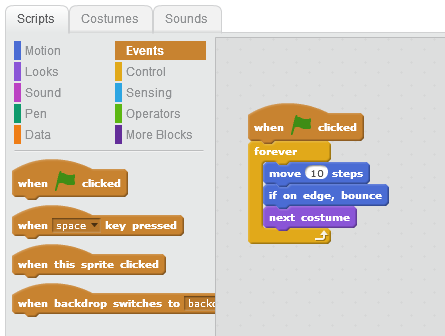 Scripts Costumes Sounds
Motion Events
Looks Control
Sound Sensing
Pen Operators
Data More Blocks
when clicked
when space key pressed
when this sprite clicked
when backdrop switches to
when clicked
forever
move 10 steps
if on edge, bounce
next costume